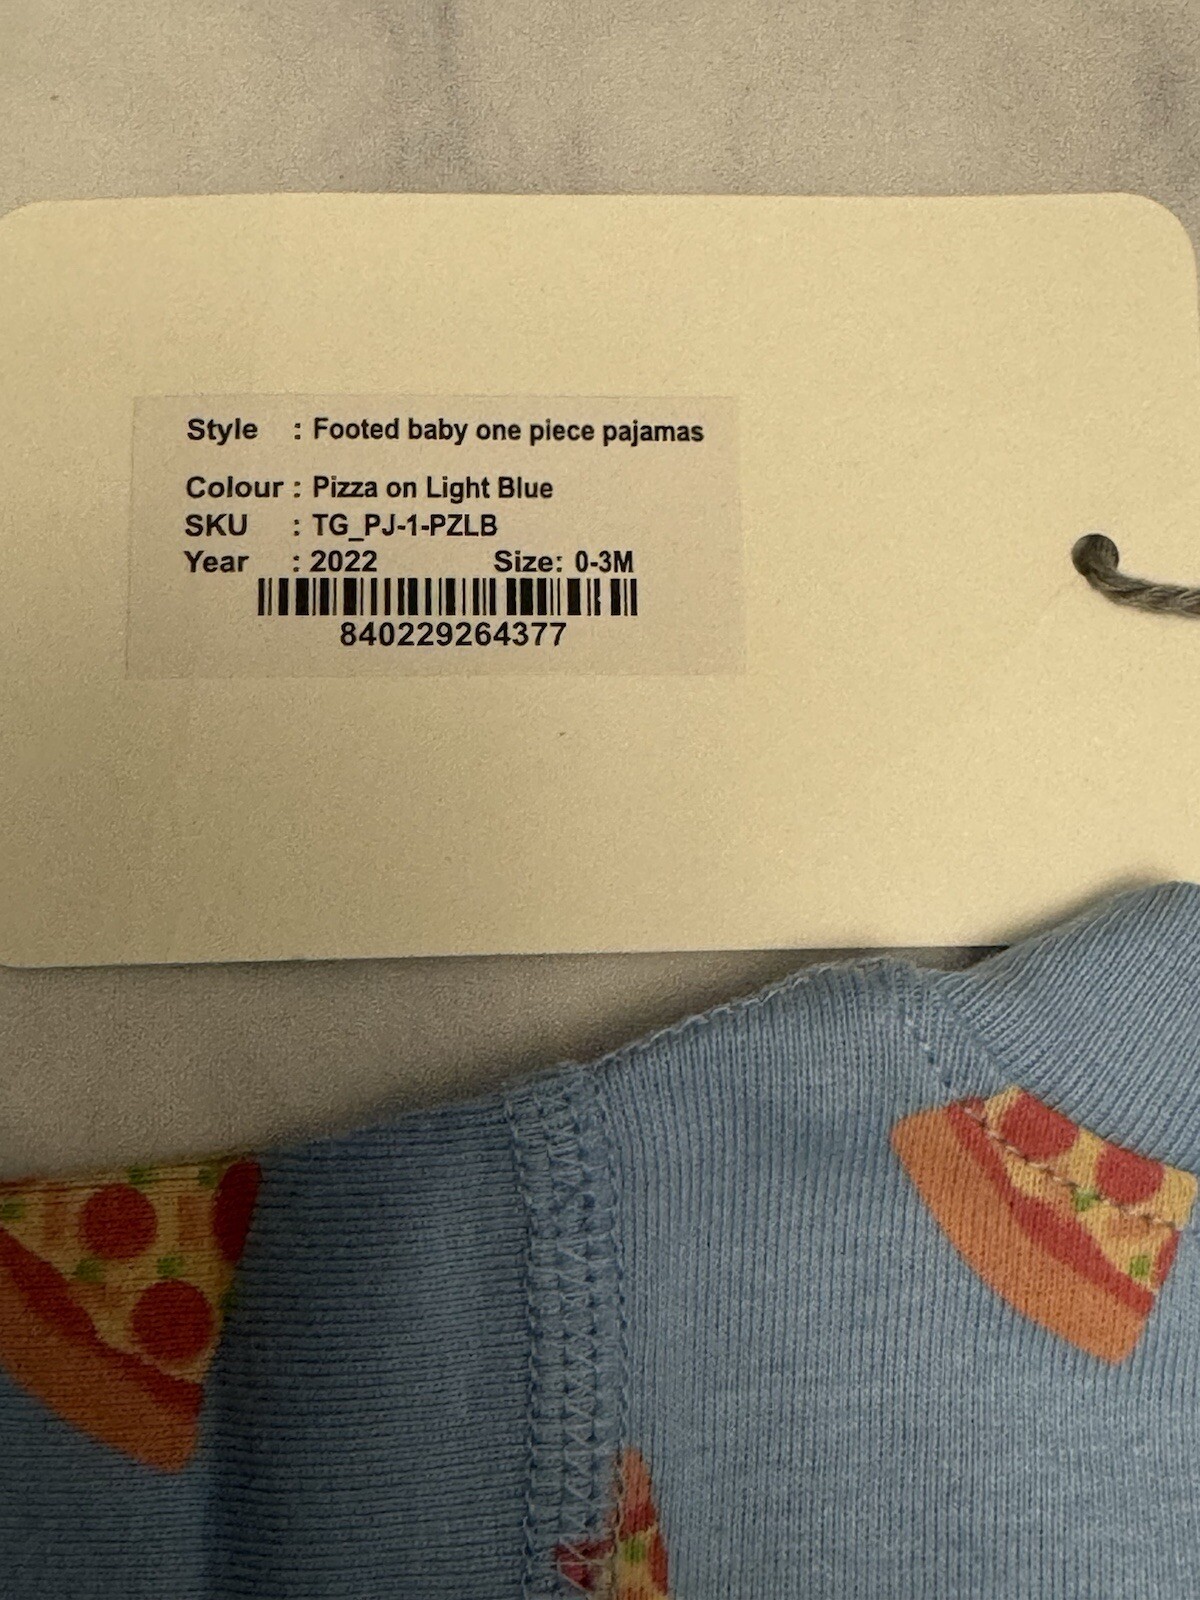 Style : Footed baby one piece pajamas
Colour : Pizza on Light Blue
SKU : TG_PJ-1-PZLB
Year : 2022 Size: 0-3M
840229264377